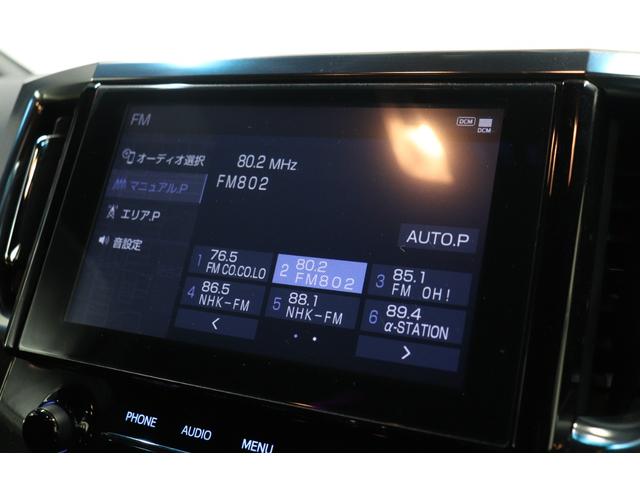 FM
DCM
DCM
オーディオ選択
80.2 MHz
マニュアル.P
FM802
エリア.P
AUTO.P
音設定
1 76.5
FM CO.CO.LO
2 80.2
FM802
3 85.1
FM OH!
4 86.5
NHK-FM
5 88.1
NHK-FM
6 89.4
α-STATION
PHONE
AUDIO
MENU